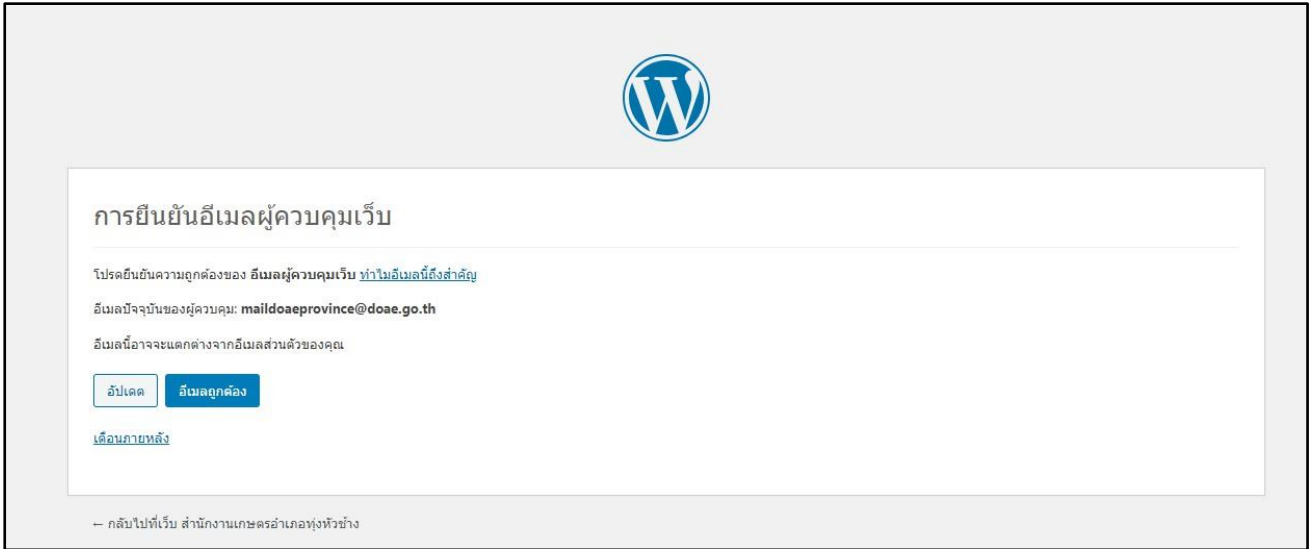 การยืนยันอีเมลผู้ควบคุมเว็บ
โปรดยืนยันความถูกต้องของ อีเมลผู้ควบคุมเว็บ ทำไมอีเมลนี้ถึงสำคัญ
อีเมลปัจจุบันของผู้ควบคุม: maildoaeprovince@doae.go.th
อีเมลนี้อาจจะแตกต่างจากอีเมลส่วนตัวของคุณ
อัปเดต อีเมลถูกต้อง
เตือนภายหลัง
← กลับไปที่เว็บ สำนักงานเกษตรอำเภอทุ่งหัวช้าง